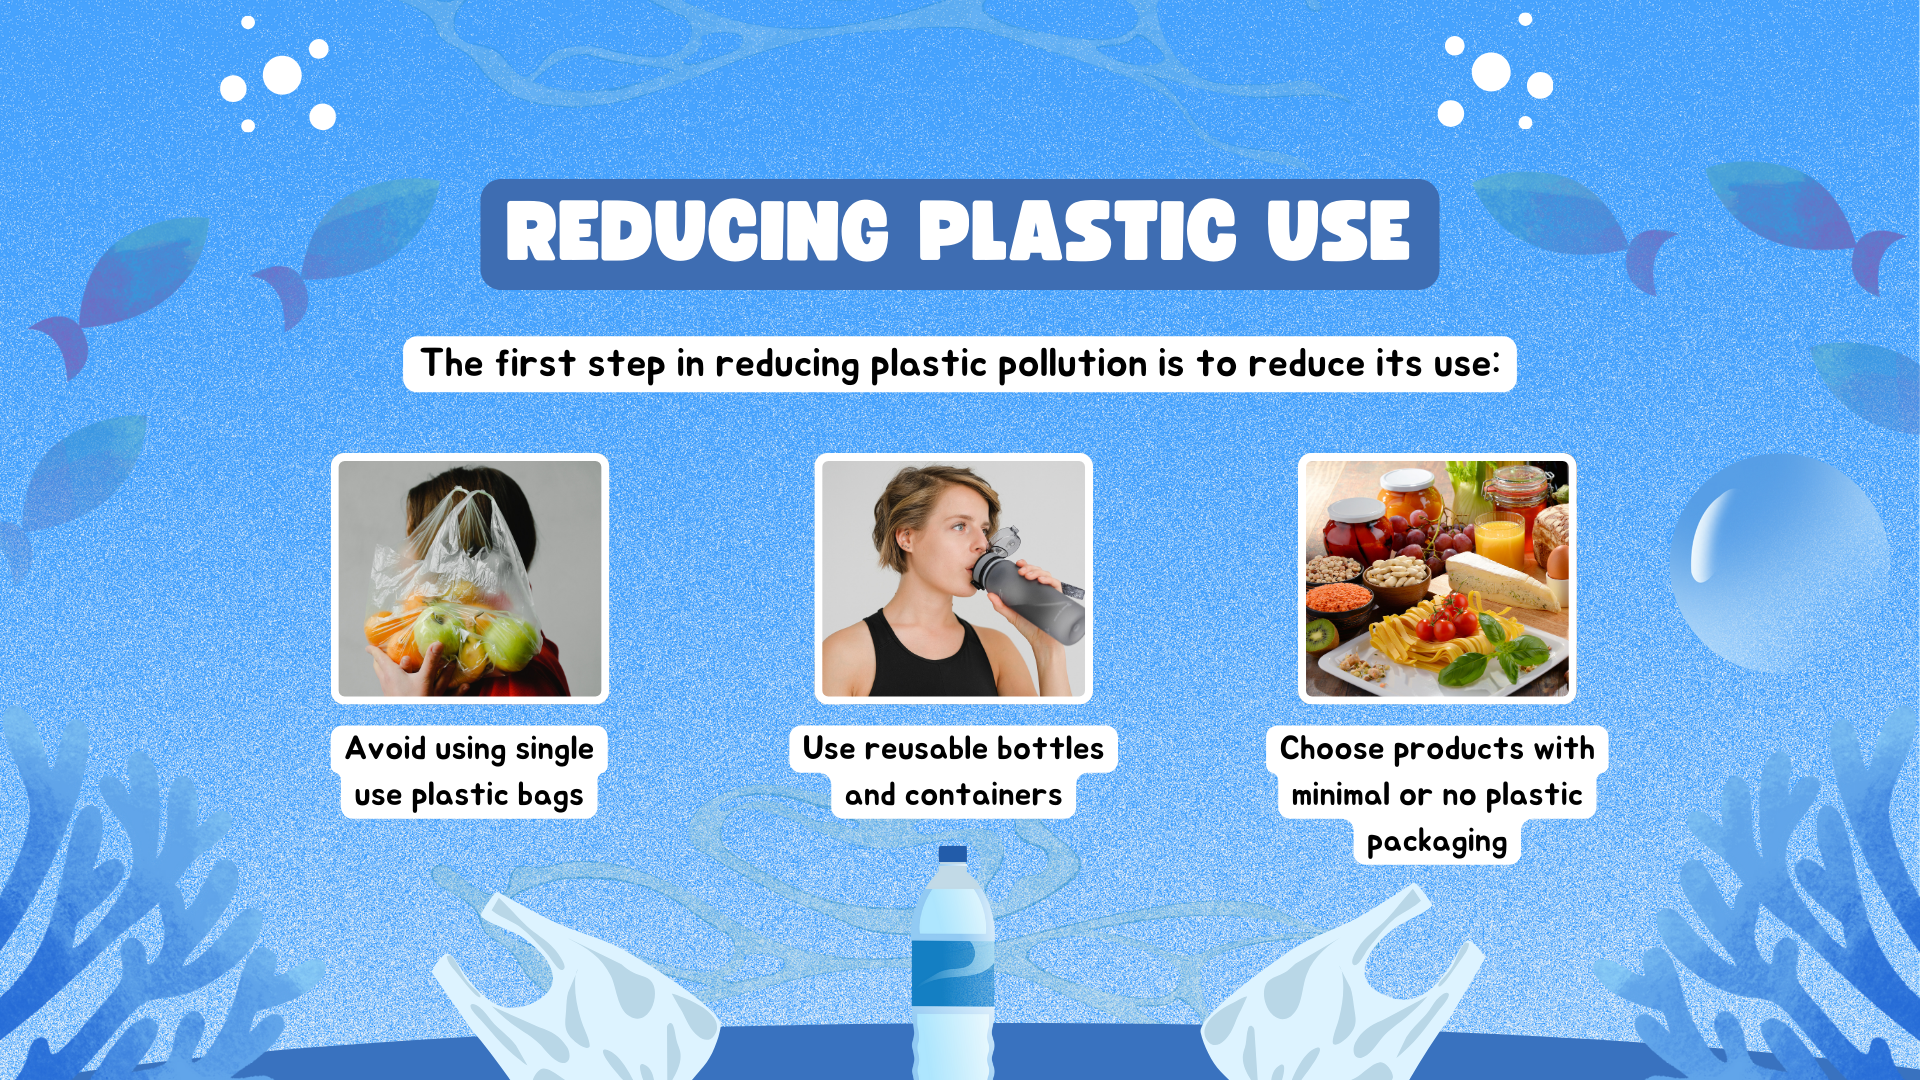 REDUCING PLASTIC USE
The first step in reducing plastic pollution is to reduce its use:
Avoid using single
use plastic bags
Use reusable bottles
and containers
Choose products with
minimal or no plastic
packaging